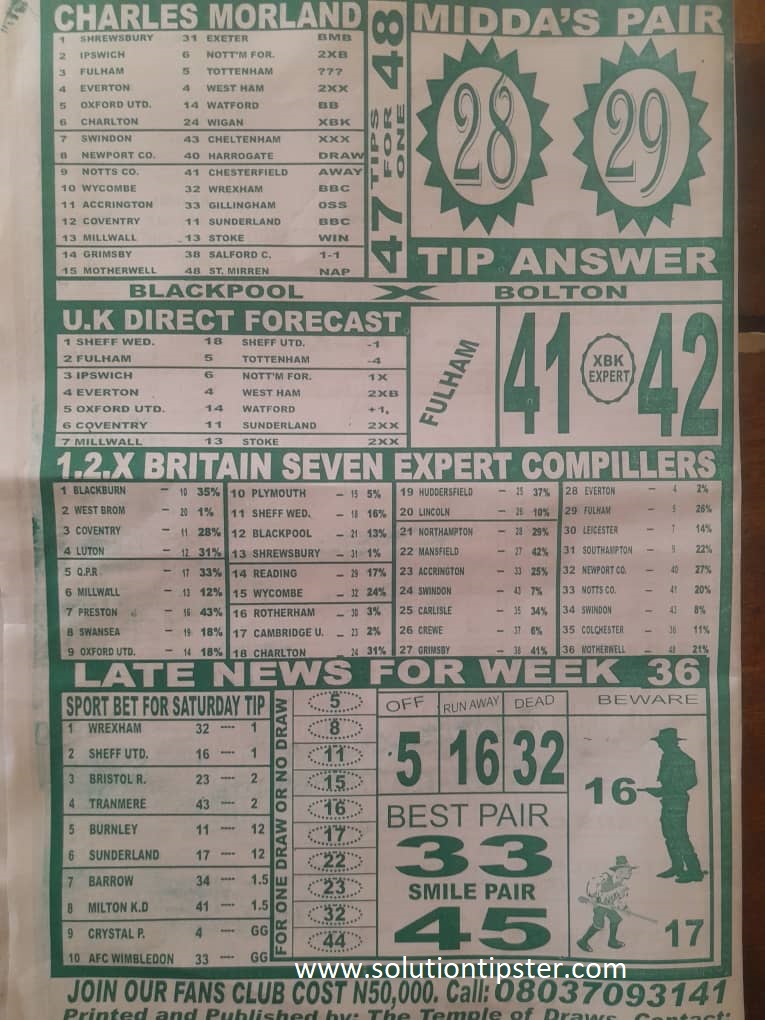 CHARLES MORLAND
1 SHREWSBURY 31 EXETER BMB
2 IPSWICH 6 NOTT'M FOR. 2XB
3 FULHAM 5 TOTTENHAM ???
4 EVERTON 4 WEST HAM 2XX
5 OXFORD UTD. 14 WATFORD BB
6 CHARLTON 24 WIGAN XBK
7 SWINDON 43 CHELTENHAM XXX
8 NEWPORT CO. 40 HARROGATE DRAW
9 NOTTS CO. 41 CHESTERFIELD AWAY
10 WYCOMBE 32 WREXHAM BBC
11 ACCRINGTON 33 GILLINGHAM OSS
12 COVENTRY 11 SUNDERLAND BBC
13 MILLWALL 13 STOKE WIN
14 GRIMSBY 38 SALFORD C. 1-1
15 MOTHERWELL 48 ST. MIRREN NAP
47 TIPS FOR ONE 48
MIDDA'S PAIR
28 29
TIP ANSWER
BLACKPOOL X BOLTON
U.K DIRECT FORECAST
1 SHEFF WED. 18 SHEFF UTD. -1
2 FULHAM 5 TOTTENHAM -4
3 IPSWICH 6 NOTT'M FOR. 1X
4 EVERTON 4 WEST HAM 2XB
5 OXFORD UTD. 14 WATFORD +1,
6 COVENTRY 11 SUNDERLAND 2XX
7 MILLWALL 13 STOKE 2XX
FULHAM
41 XBK EXPERT 42
1.2.X BRITAIN SEVEN EXPERT COMPILLERS
1 BLACKBURN – 10 35%
2 WEST BROM – 20 1%
3 COVENTRY – 11 28%
4 LUTON – 12 31%
5 Q.P.R – 17 33%
6 MILLWALL – 13 12%
7 PRESTON – 16 43%
8 SWANSEA – 19 18%
9 OXFORD UTD. – 14 18%
10 PLYMOUTH – 15 5%
11 SHEFF WED. – 18 16%
12 BLACKPOOL – 21 13%
13 SHREWSBURY – 31 1%
14 READING – 29 17%
15 WYCOMBE – 32 24%
16 ROTHERHAM – 30 3%
17 CAMBRIDGE U. – 23 2%
18 CHARLTON – 24 31%
19 HUDDERSFIELD – 25 37%
20 LINCOLN – 26 10%
21 NORTHAMPTON – 28 29%
22 MANSFIELD – 27 42%
23 ACCRINGTON – 33 25%
24 SWINDON – 43 7%
25 CARLISLE – 35 34%
26 CREWE – 37 6%
27 GRIMSBY – 38 41%
28 EVERTON – 4 2%
29 FULHAM – 5 26%
30 LEICESTER – 7 14%
31 SOUTHAMPTON – 9 22%
32 NEWPORT CO. – 40 27%
33 NOTTS CO. – 41 20%
34 SWINDON – 43 8%
35 COLCHESTER – 36 11%
36 MOTHERWELL – 48 21%
LATE NEWS FOR WEEK 36
SPORT BET FOR SATURDAY TIP
1 WREXHAM 32 ---- 1
2 SHEFF UTD. 16 ---- 1
3 BRISTOL R. 23 ---- 2
4 TRANMERE 43 ---- 2
5 BURNLEY 11 ---- 12
6 SUNDERLAND 17 ---- 12
7 BARROW 34 ---- 1.5
8 MILTON K.D 41 ---- 1.5
9 CRYSTAL P. 4 ---- GG
10 AFC WIMBLEDON 33 ---- GG
FOR ONE DRAW OR NO DRAW
5
8
11
15
16
17
22
23
32
44
OFF RUN AWAY DEAD
5 16 32
BEST PAIR
33
SMILE PAIR
45
BEWARE
16
17
www.solutiontipster.com
JOIN OUR FANS CLUB COST N50,000. Call: 08037093141
Printed and Published by: The Temple of Draws, Contact: